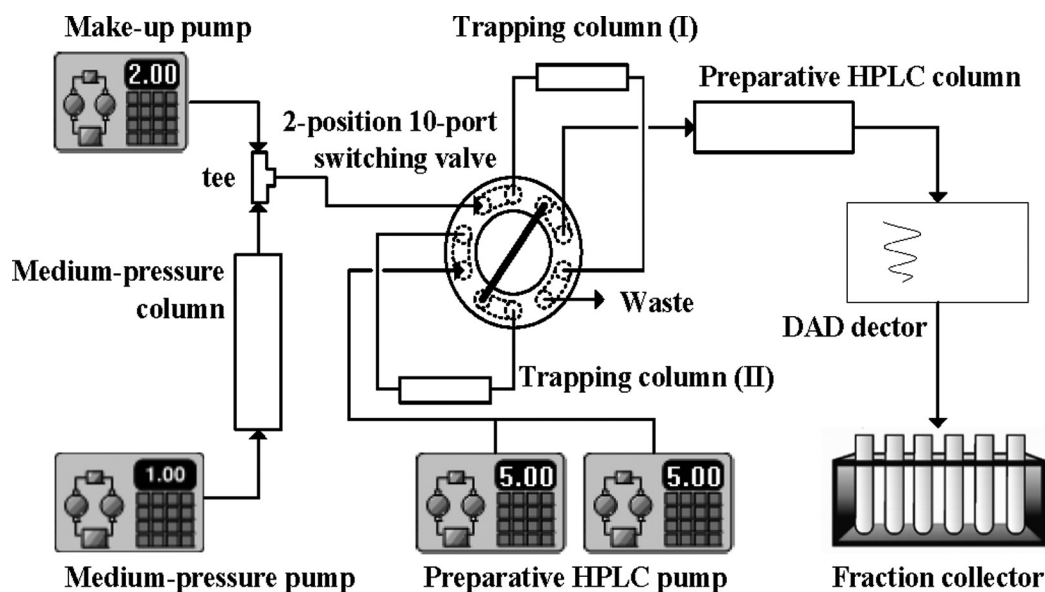 Make-up pump
2.00
Trapping column (I)
Preparative HPLC column
2-position 10-port
switching valve
tee
Medium-pressure
column
Waste
DAD dector
Trapping column (II)
1.00
5.00
5.00
Medium-pressure pump
Preparative HPLC pump
Fraction collector